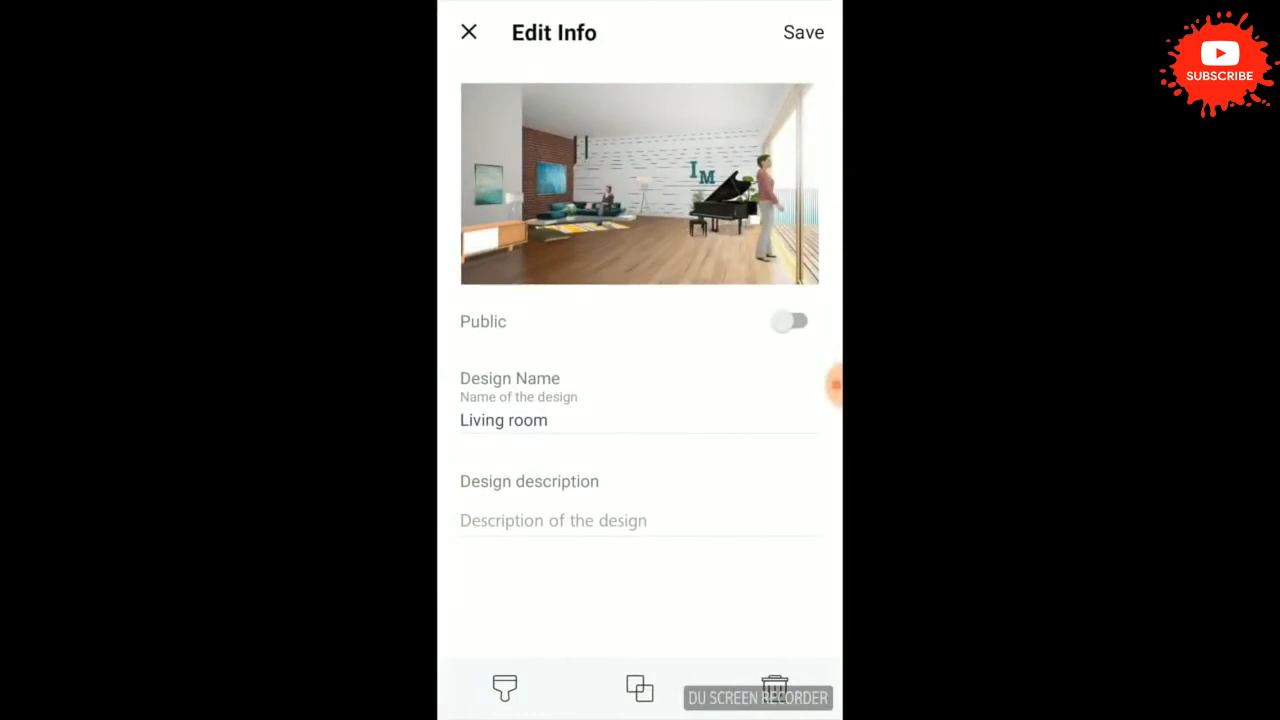 Edit Info
Save
SUBSCRIBE
I M
Public
Design Name
Name of the design
Living room
Design description
Description of the design
DU SCREEN RECORDER